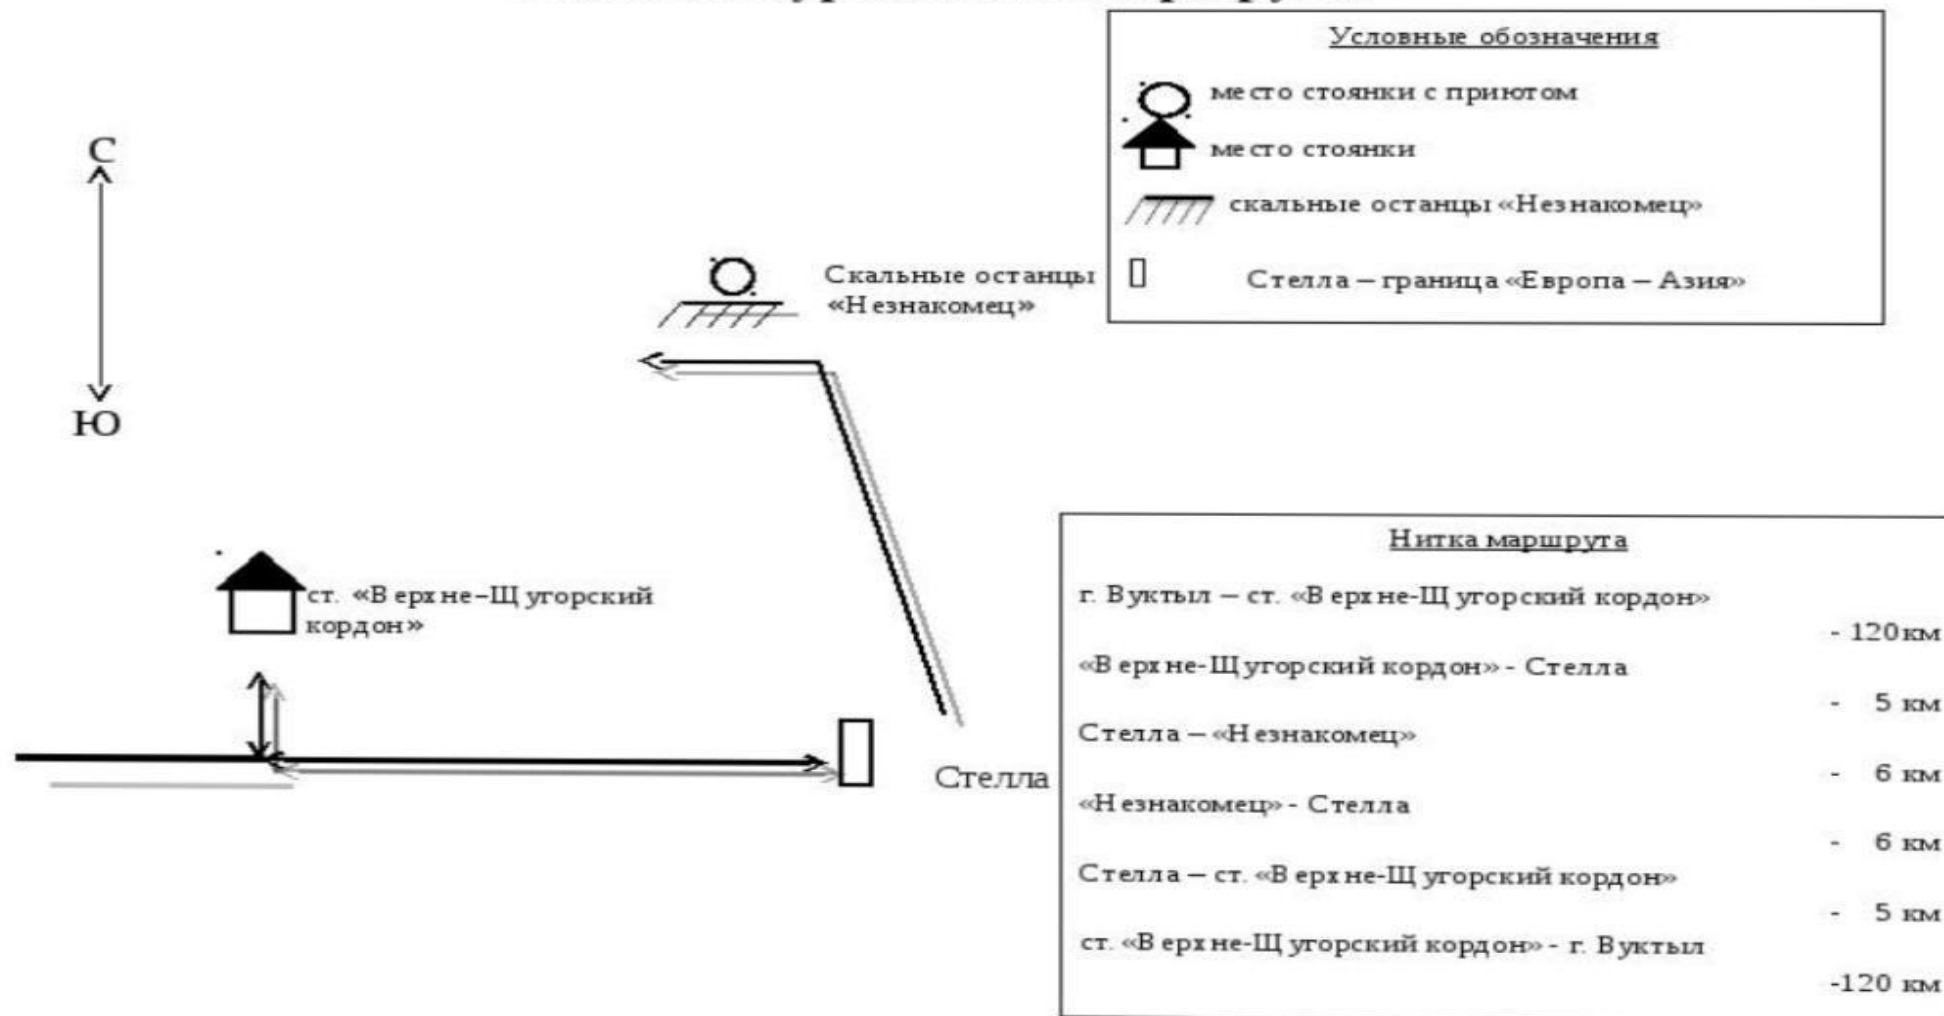 Условные обозначения
место стоянки с приютом
место стоянки
скальные останцы «Незнакомец»
Стелла – граница «Европа – Азия»
С
Ю
Скальные останцы
«Незнакомец»
ст. «Верхне–Щугорский
кордон»
Стелла
Нитка маршрута
г. Вуктыл – ст. «Верхне-Щугорский кордон»
- 120км
«Верхне-Щугорский кордон» - Стелла
- 5 км
Стелла – «Незнакомец»
- 6 км
«Незнакомец» - Стелла
- 6 км
Стелла – ст. «Верхне-Щугорский кордон»
- 5 км
ст. «Верхне-Щугорский кордон» - г. Вуктыл
-120 км